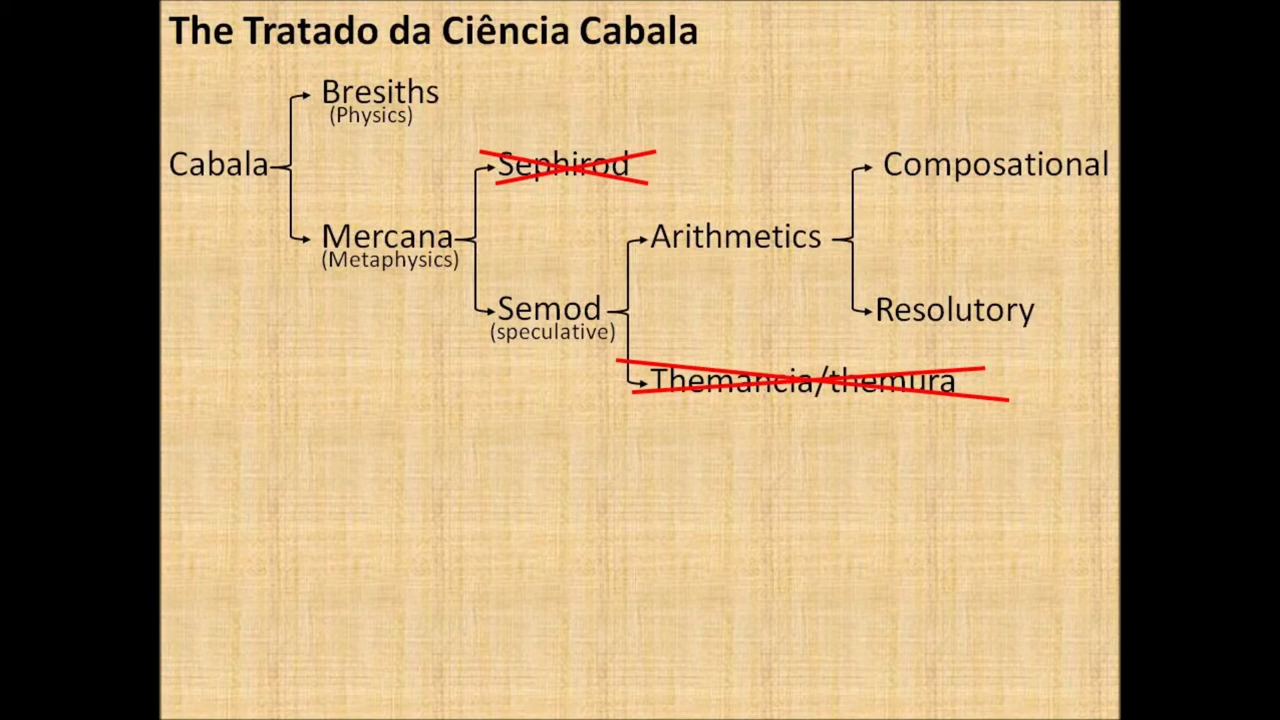 The Tratado da Ciência Cabala
Bresiths
(Physics)
Cabala
Sephirod
Composational
Mercana
(Metaphysics)
Arithmetics
Semod
(speculative)
Resolutory
Themancia/themura